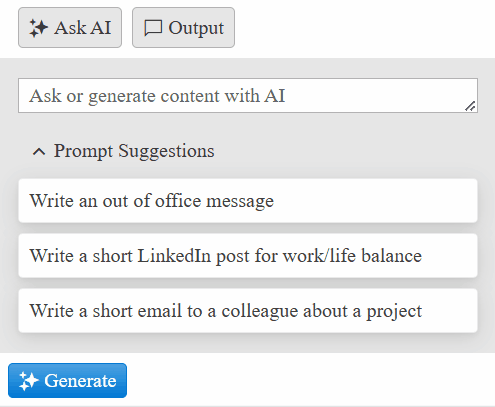 Ask AI
Output
Ask or generate content with AI
Prompt Suggestions
Write an out of office message
Write a short LinkedIn post for work/life balance
Write a short email to a colleague about a project
Generate